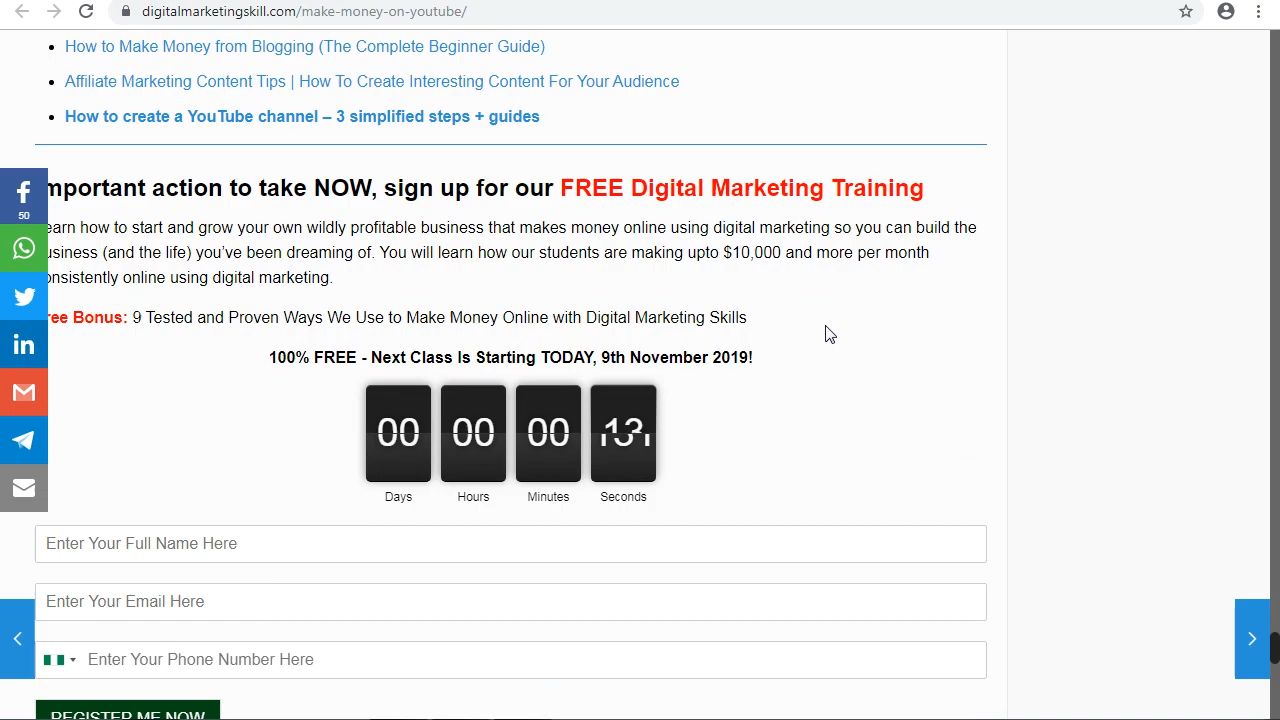 digitalmarketingskill.com/make-money-on-youtube/
How to Make Money from Blogging (The Complete Beginner Guide)
Affiliate Marketing Content Tips | How To Create Interesting Content For Your Audience
How to create a YouTube channel – 3 simplified steps + guides
mportant action to take NOW, sign up for our FREE Digital Marketing Training
earn how to start and grow your own wildly profitable business that makes money online using digital marketing so you can build the
usiness (and the life) you've been dreaming of. You will learn how our students are making upto $10,000 and more per month
onsistently online using digital marketing.
ree Bonus: 9 Tested and Proven Ways We Use to Make Money Online with Digital Marketing Skills
100% FREE - Next Class Is Starting TODAY, 9th November 2019!
00 00 00 13
Days Hours Minutes Seconds
50
Enter Your Full Name Here
Enter Your Email Here
Enter Your Phone Number Here
REGISTER ME NOW